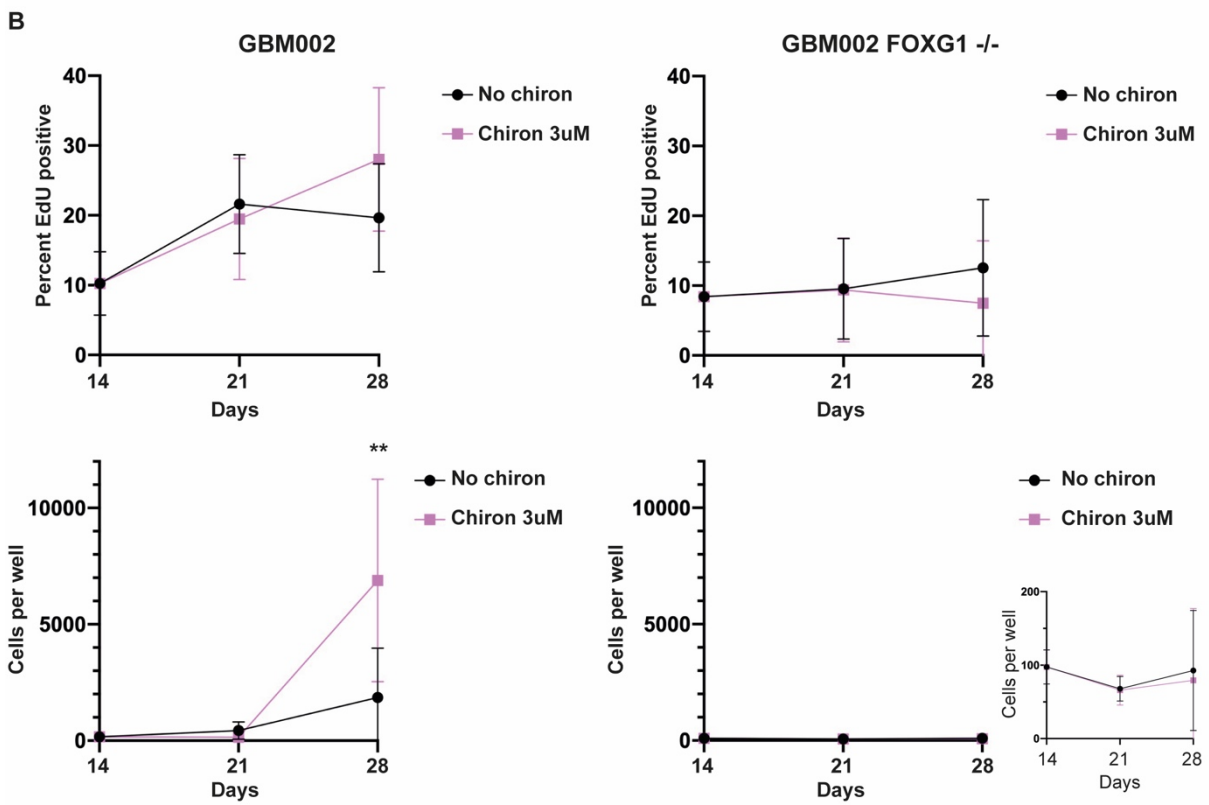 B
GBM002
GBM002 FOXG1 -/-
Percent EdU positive
40
30
20
10
0
14
21
28
Days
No chiron
Chiron 3uM
Percent EdU positive
40
30
20
10
0
14
21
28
Days
No chiron
Chiron 3uM
**
Cells per well
10000
5000
0
14
21
28
Days
No chiron
Chiron 3uM
Cells per well
10000
5000
0
14
21
28
Days
No chiron
Chiron 3uM
Cells per well
200
100
0
14
21
28
Days